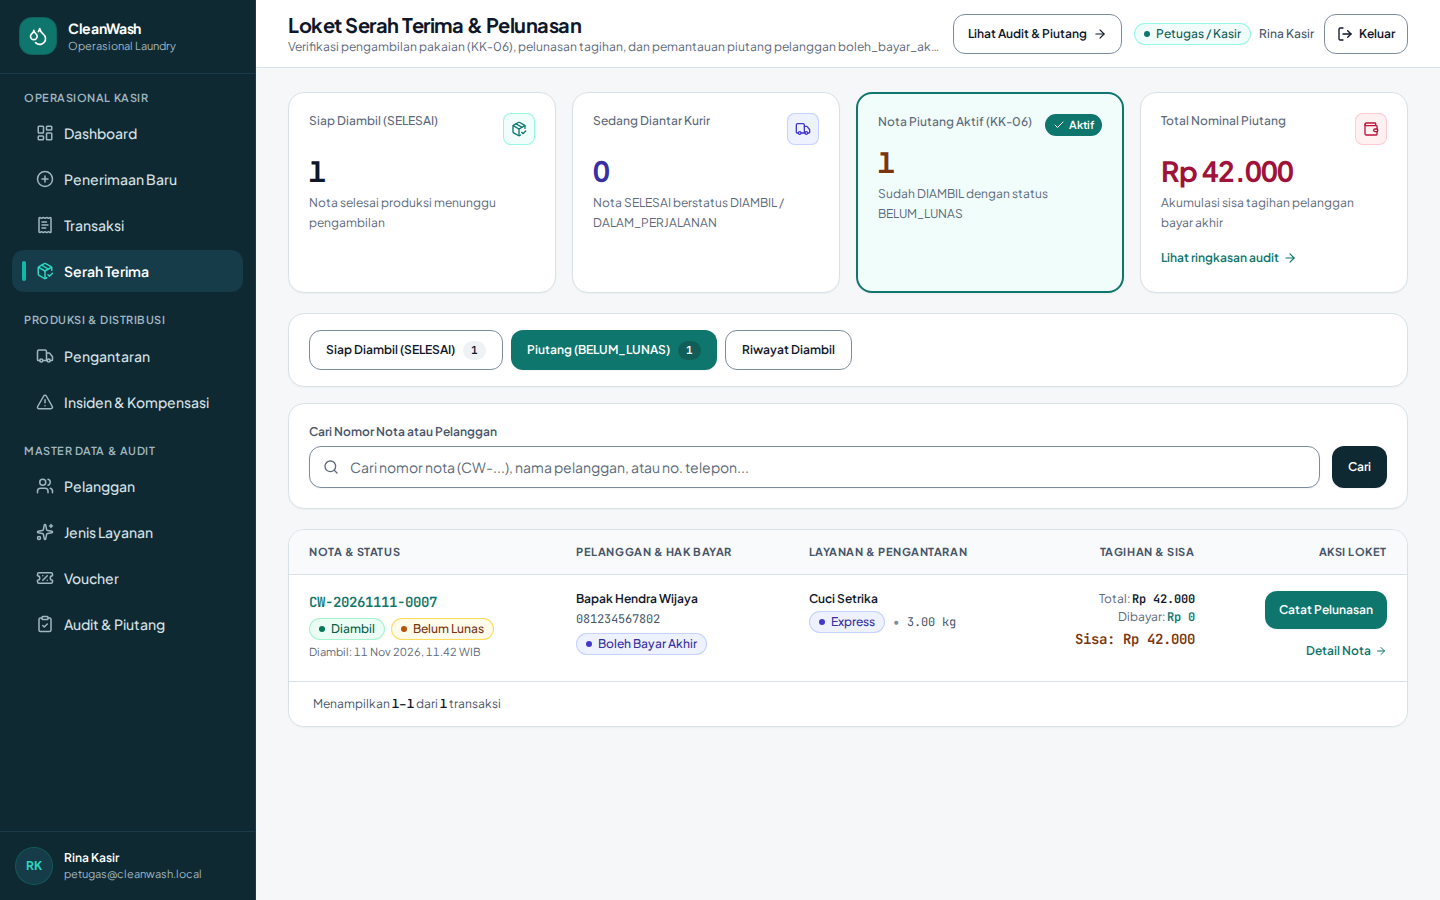 CleanWash
Operasional Laundry
OPERASIONAL KASIR
Dashboard
Penerimaan Baru
Transaksi
Serah Terima
PRODUKSI & DISTRIBUSI
Pengantaran
Insiden & Kompensasi
MASTER DATA & AUDIT
Pelanggan
Jenis Layanan
Voucher
Audit & Piutang
RK
Rina Kasir
petugas@cleanwash.local
Loket Serah Terima & Pelunasan
Verifikasi pengambilan pakaian (KK-06), pelunasan tagihan, dan pemantauan piutang pelanggan boleh_bayar_ak...
Lihat Audit & Piutang →
Petugas / Kasir
Rina Kasir
Keluar
Siap Diambil (SELESAI)
1
Nota selesai produksi menunggu
pengambilan
Sedang Diantar Kurir
0
Nota SELESAI berstatus DIAMBIL /
DALAM_PERJALANAN
Nota Piutang Aktif (KK-06)
Aktif
1
Sudah DIAMBIL dengan status
BELUM_LUNAS
Total Nominal Piutang
Rp 42.000
Akumulasi sisa tagihan pelanggan
bayar akhir
Lihat ringkasan audit →
Siap Diambil (SELESAI) 1
Piutang (BELUM_LUNAS) 1
Riwayat Diambil
Cari Nomor Nota atau Pelanggan
Cari nomor nota (CW-...), nama pelanggan, atau no. telepon...
Cari
NOTA & STATUS
PELANGGAN & HAK BAYAR
LAYANAN & PENGANTARAN
TAGIHAN & SISA
AKSI LOKET
CW-20261111-0007
Diambil
Belum Lunas
Diambil: 11 Nov 2026, 11.42 WIB
Bapak Hendra Wijaya
081234567802
Boleh Bayar Akhir
Cuci Setrika
Express • 3.00 kg
Total: Rp 42.000
Dibayar: Rp 0
Sisa: Rp 42.000
Catat Pelunasan
Detail Nota →
Menampilkan 1–1 dari 1 transaksi